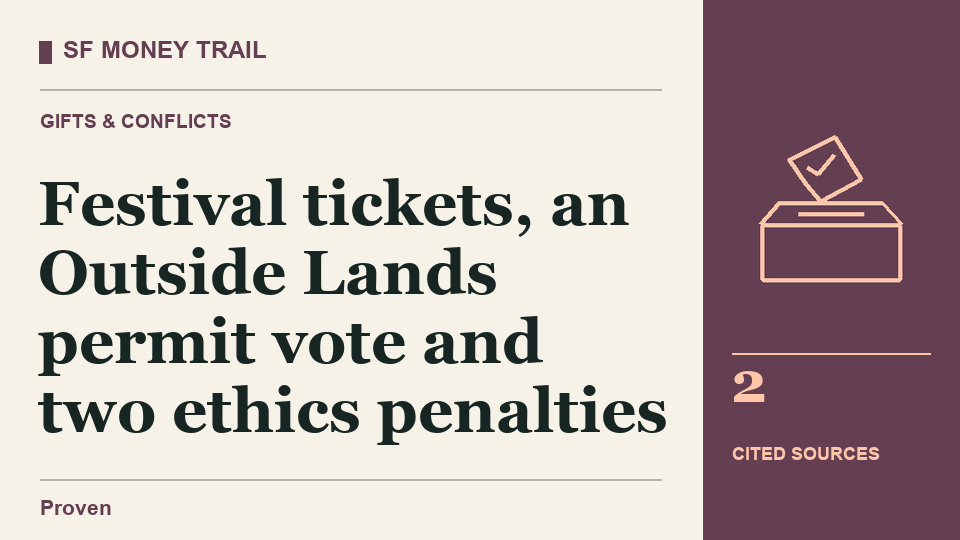 SF MONEY TRAIL
GIFTS & CONFLICTS
Festival tickets, an
Outside Lands
permit vote and
two ethics penalties
Proven
2
CITED SOURCES